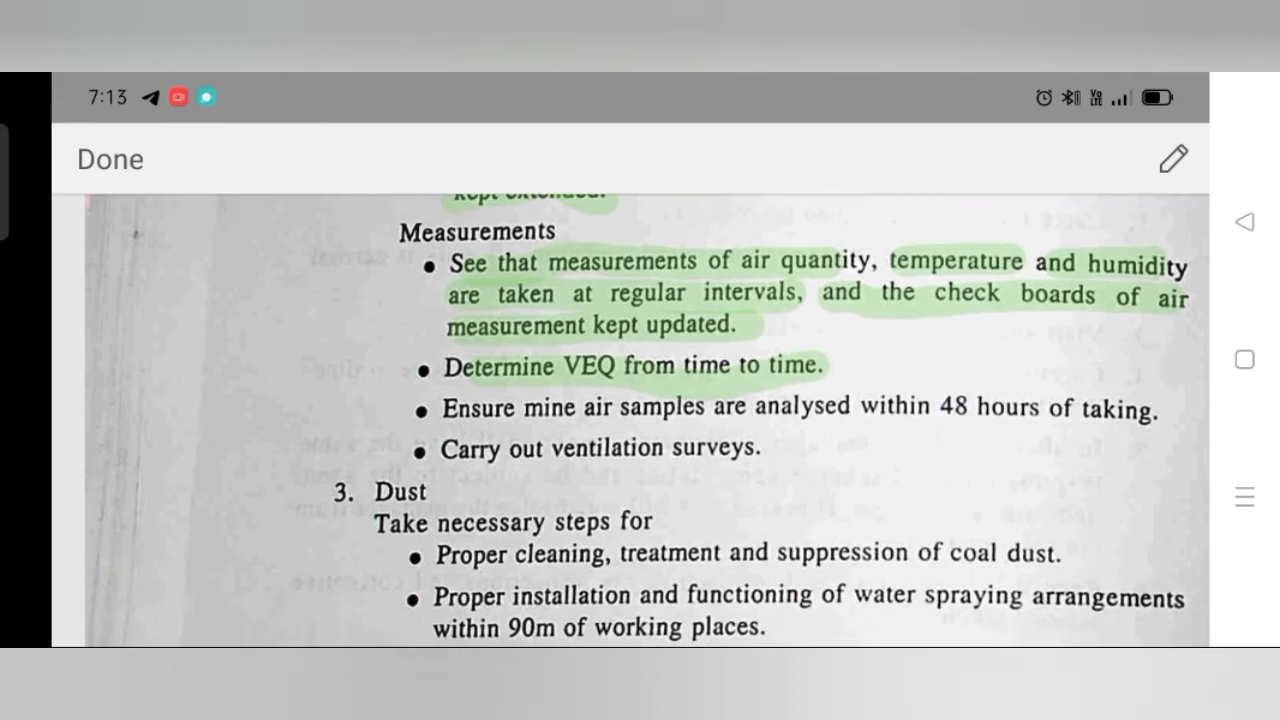 7:13
Done
kept extended.
Measurements
• See that measurements of air quantity, temperature and humidity
are taken at regular intervals, and the check boards of air
measurement kept updated.
• Determine VEQ from time to time.
• Ensure mine air samples are analysed within 48 hours of taking.
• Carry out ventilation surveys.
3. Dust
Take necessary steps for
• Proper cleaning, treatment and suppression of coal dust.
• Proper installation and functioning of water spraying arrangements
within 90m of working places.